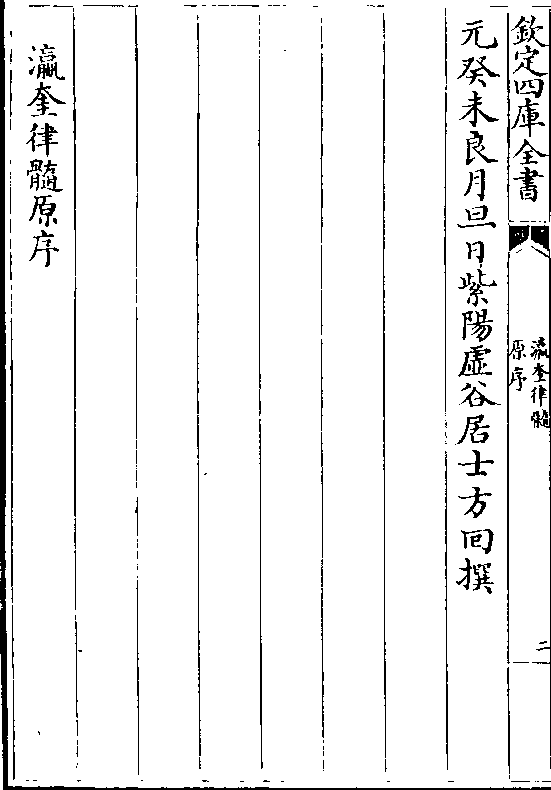 欽定四庫全書
瀛奎律髓
原序
二
元癸未良月旦日紫陽虛谷居士方回撰
瀛奎律髓原序